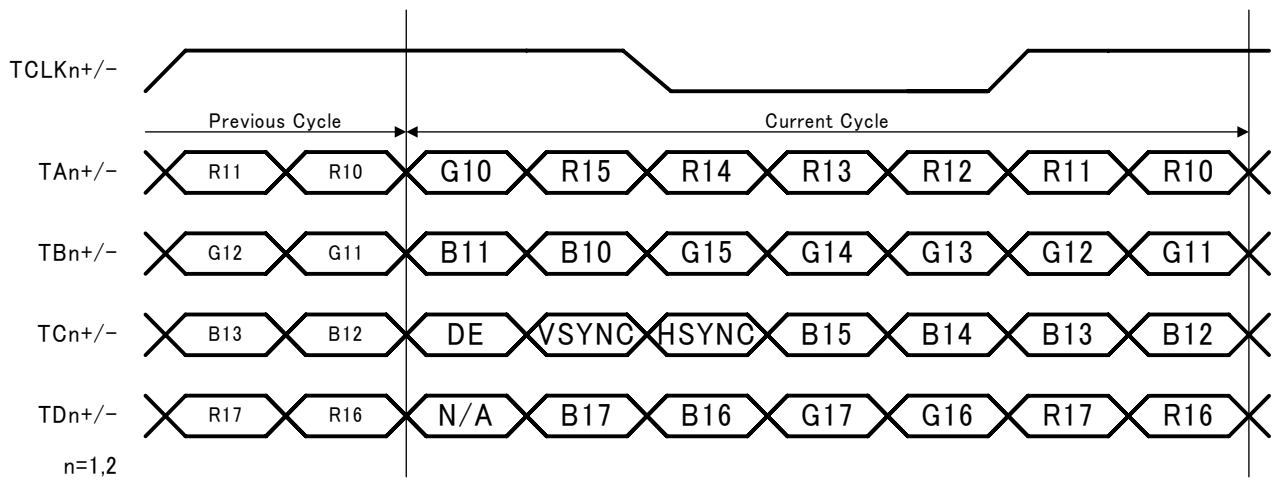 TCLKn+/-
Previous Cycle Current Cycle
TAn+/- R11 R10 G10 R15 R14 R13 R12 R11 R10
TBn+/- G12 G11 B11 B10 G15 G14 G13 G12 G11
TCn+/- B13 B12 DE VSYNC HSYNC B15 B14 B13 B12
TDn+/- R17 R16 N/A B17 B16 G17 G16 R17 R16
n=1,2